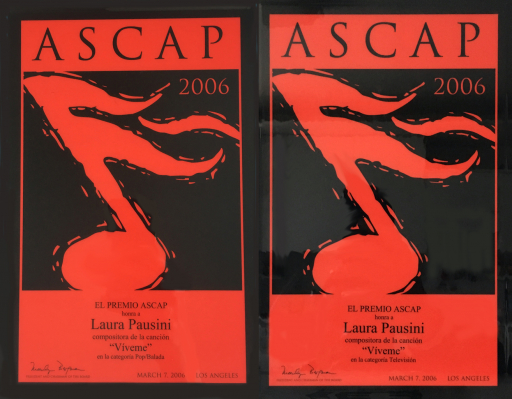 ASCAP
2006
EL PREMIO ASCAP
honra a
Laura Pausini
compositora de la canción
"Víveme"
en la categoría Pop/Balada
MARCH 7, 2006 LOS ANGELES
ASCAP
2006
EL PREMIO ASCAP
honra a
Laura Pausini
compositora de la canción
"Víveme"
en la categoría Televisión
MARCH 7, 2006 LOS ANGELES